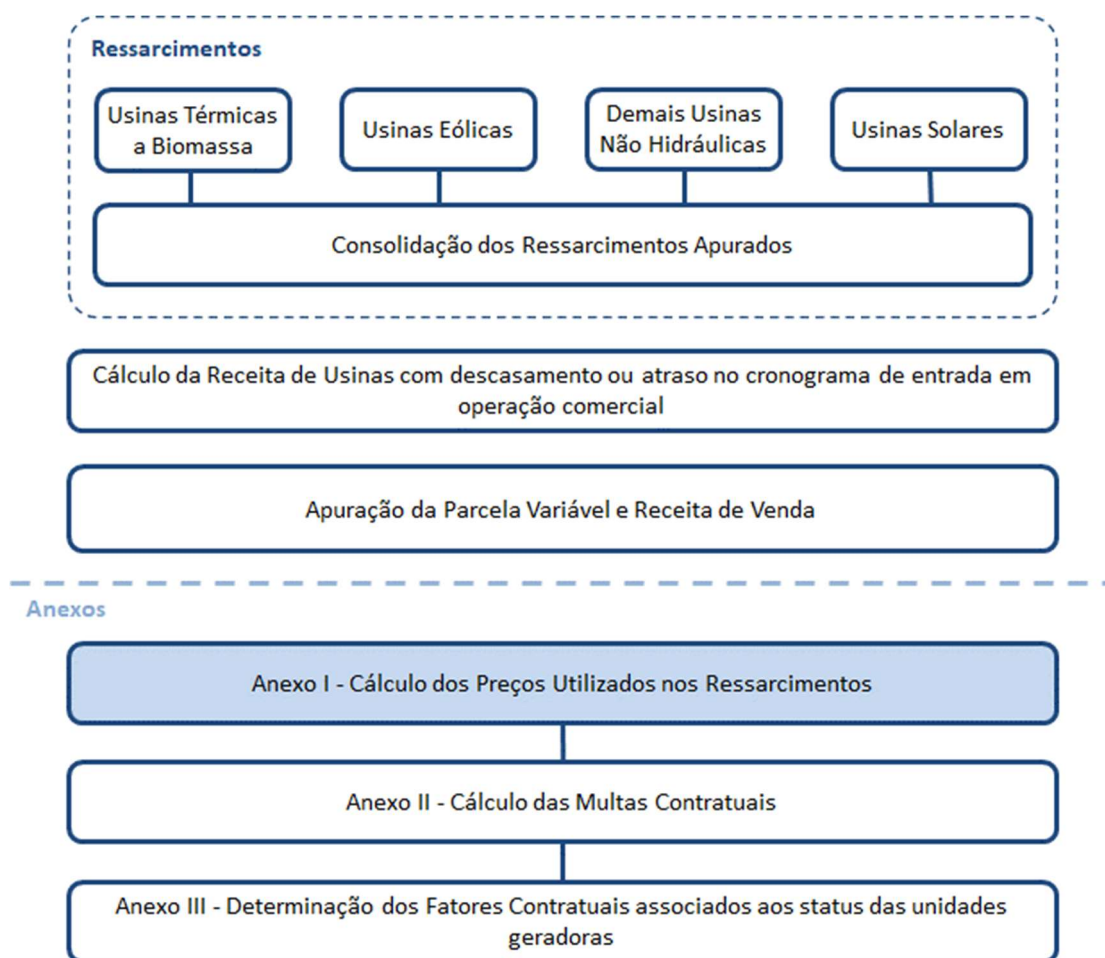 Ressarcimentos
Usinas Térmicas
a Biomassa
Usinas Eólicas
Demais Usinas
Não Hidráulicas
Usinas Solares
Consolidação dos Ressarcimentos Apurados
Cálculo da Receita de Usinas com descasamento ou atraso no cronograma de entrada em
operação comercial
Apuração da Parcela Variável e Receita de Venda
Anexos
Anexo I - Cálculo dos Preços Utilizados nos Ressarcimentos
Anexo II - Cálculo das Multas Contratuais
Anexo III - Determinação dos Fatores Contratuais associados aos status das unidades
geradoras